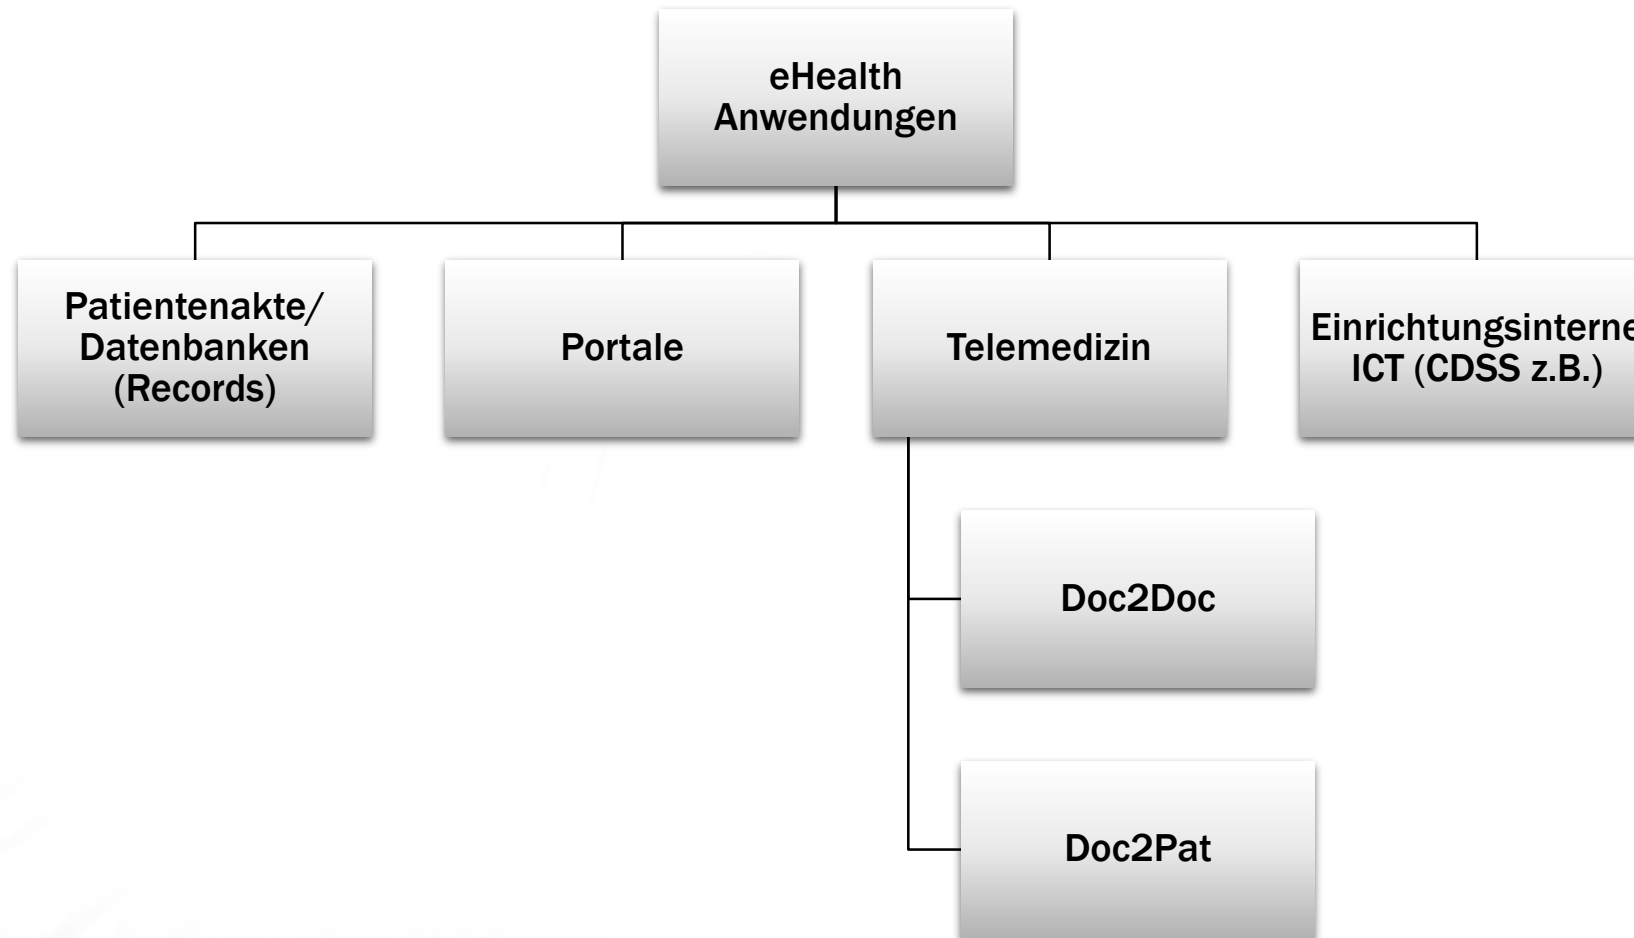 eHealth
Anwendungen
Patientenakte/
Datenbanken
(Records)
Portale
Telemedizin
Einrichtungsinterne
ICT (CDSS z.B.)
Doc2Doc
Doc2Pat